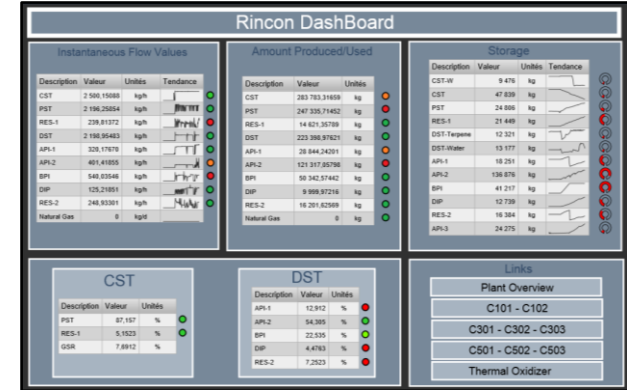 Rincon DashBoard
Instantaneous Flow Values
Description Valeur Unités Tendance
CST 2 500,15088 kg/h
PST 2 196,25854 kg/h
RES-1 239,81372 kg/h
DST 2 198,95483 kg/h
API-1 320,17678 kg/h
API-2 401,41855 kg/h
BPI 540,03546 kg/h
DIP 125,21851 kg/h
RES-2 248,93301 kg/h
Natural Gas 0 kg/d
Amount Produced/Used
Description Valeur Unités
CST 283 783,31659 kg
PST 247 335,71452 kg
RES-1 14 621,35789 kg
DST 223 398,97621 kg
API-1 28 844,24201 kg
API-2 121 317,85798 kg
BPI 50 342,57442 kg
DIP 9 999,97216 kg
RES-2 16 201,62589 kg
Natural Gas 0 kg
Storage
Description Valeur Unités Tendance
CST-W 9 476 kg
CST 47 839 kg
PST 24 806 kg
RES-1 21 449 kg
DST-Terpene 12 321 kg
DST-Water 13 177 kg
API-1 18 251 kg
API-2 136 876 kg
BPI 41 217 kg
DIP 12 739 kg
RES-2 16 384 kg
API-3 24 275 kg
CST
Description Valeur Unités
PST 87,157 %
RES-1 5,1523 %
GSR 7,6912 %
DST
Description Valeur Unités
API-1 12,912 %
API-2 54,305 %
BPI 22,535 %
DIP 4,4763 %
RES-2 7,2523 %
Links
Plant Overview
C101 - C102
C301 - C302 - C303
C501 - C502 - C503
Thermal Oxidizer